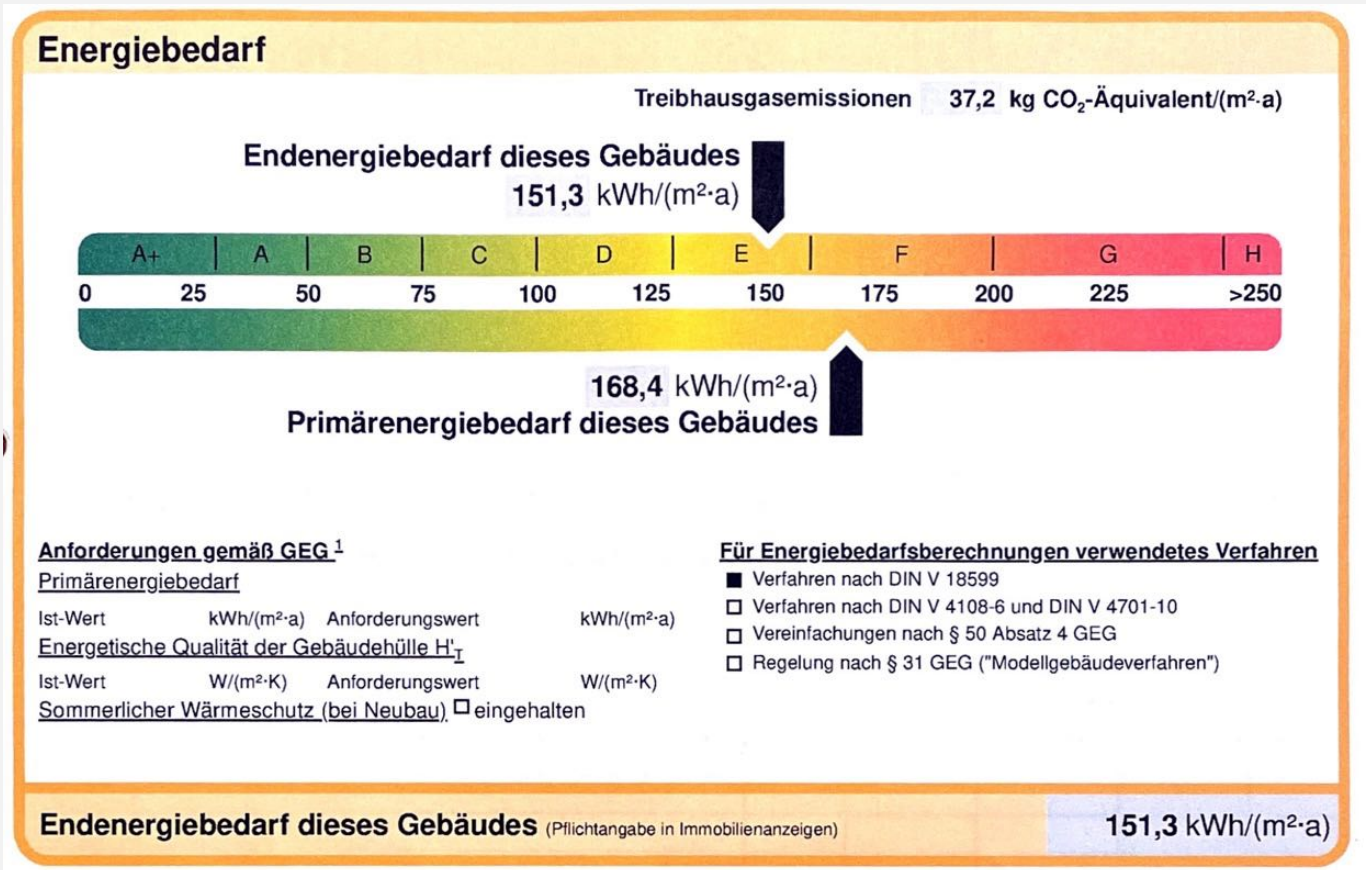 Energiebedarf
Treibhausgasemissionen 37,2 kg CO₂-Äquivalent/(m²·a)
Endenergiebedarf dieses Gebäudes
151,3 kWh/(m²·a)
A+ A B C D E F G H
0 25 50 75 100 125 150 175 200 225 >250
168,4 kWh/(m²·a)
Primärenergiebedarf dieses Gebäudes
Anforderungen gemäß GEG 1
Primärenergiebedarf
Ist-Wert kWh/(m²·a) Anforderungswert kWh/(m²·a)
Energetische Qualität der Gebäudehülle H'T
Ist-Wert W/(m²·K) Anforderungswert W/(m²·K)
Sommerlicher Wärmeschutz (bei Neubau) eingehalten
Für Energiebedarfsberechnungen verwendetes Verfahren
Verfahren nach DIN V 18599
Verfahren nach DIN V 4108-6 und DIN V 4701-10
Vereinfachungen nach § 50 Absatz 4 GEG
Regelung nach § 31 GEG ("Modellgebäudeverfahren")
Endenergiebedarf dieses Gebäudes (Pflichtangabe in Immobilienanzeigen) 151,3 kWh/(m²·a)